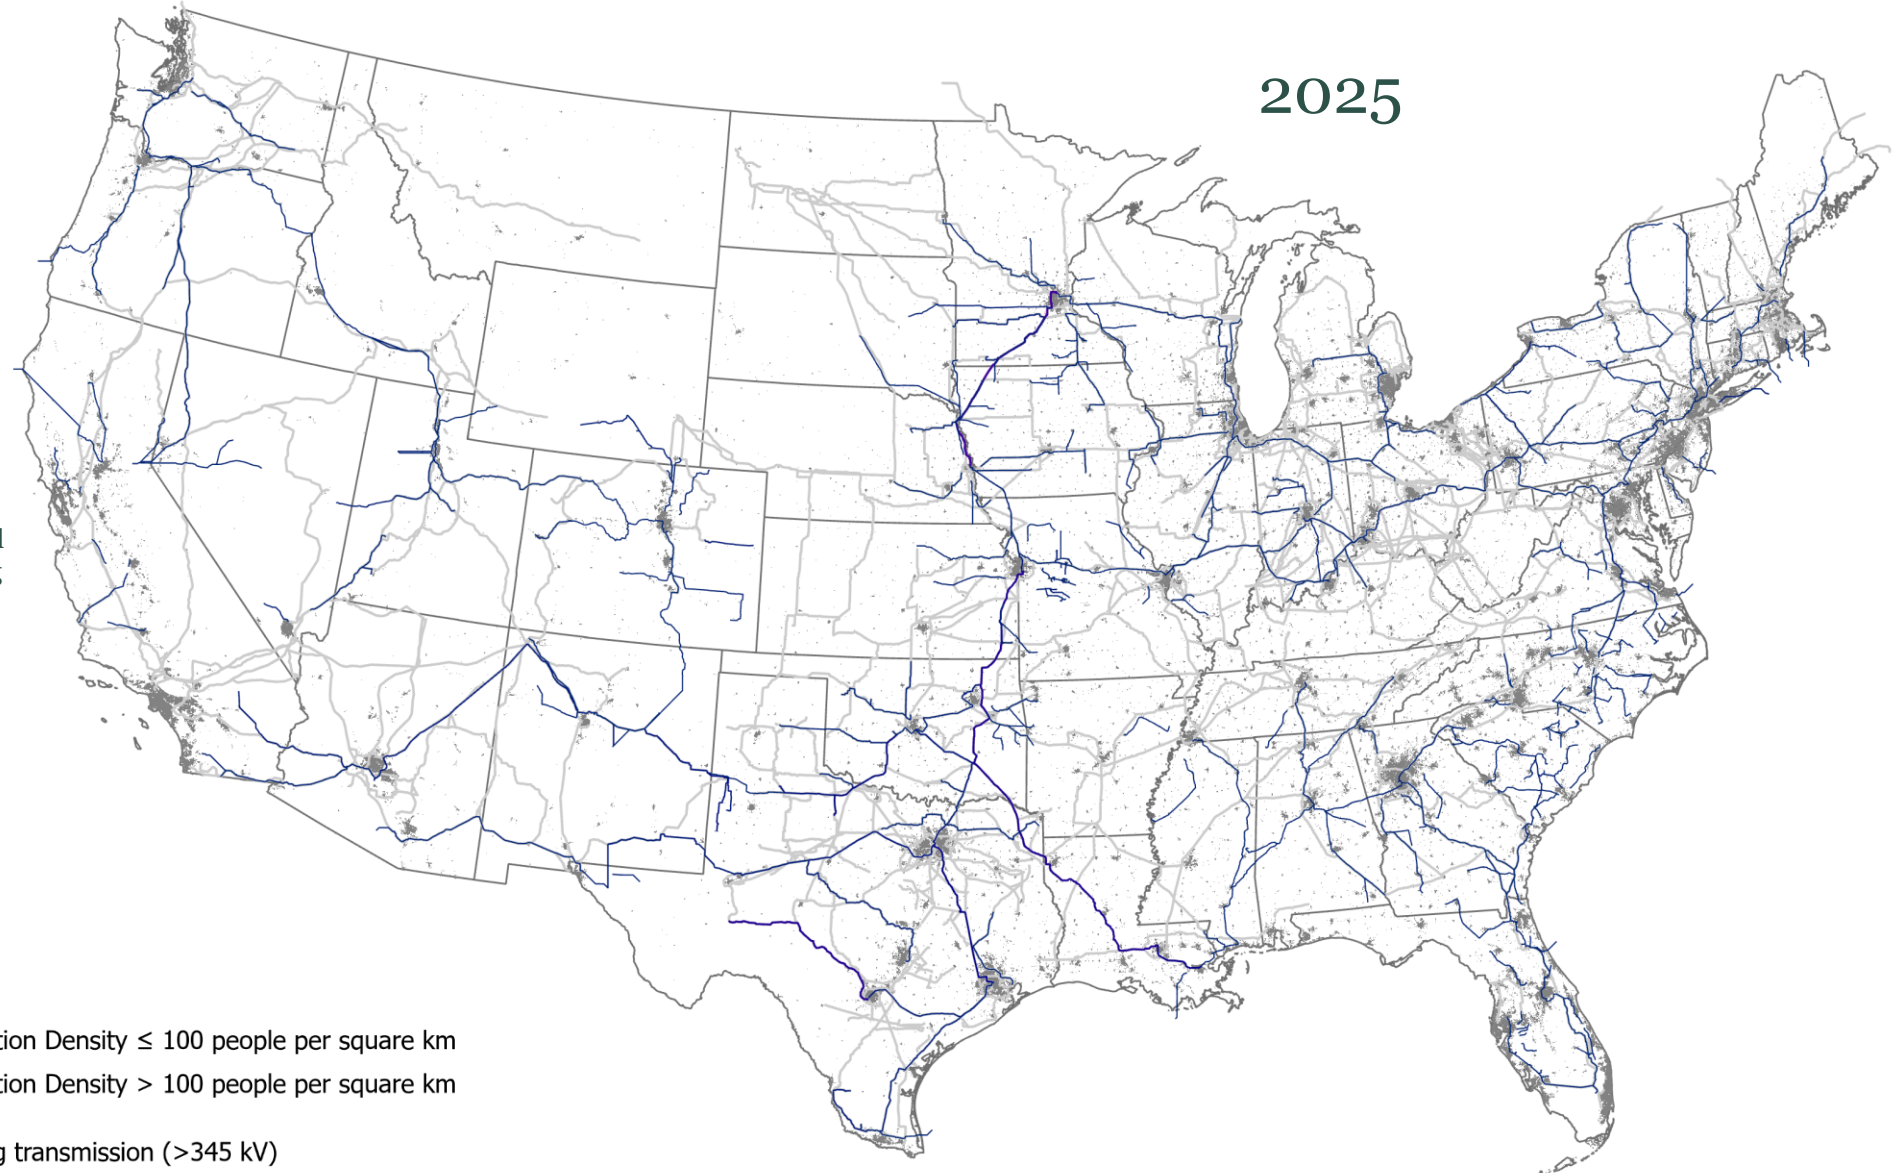 2025
tion Density ≤ 100 people per square km
tion Density > 100 people per square km
g transmission (>345 kV)